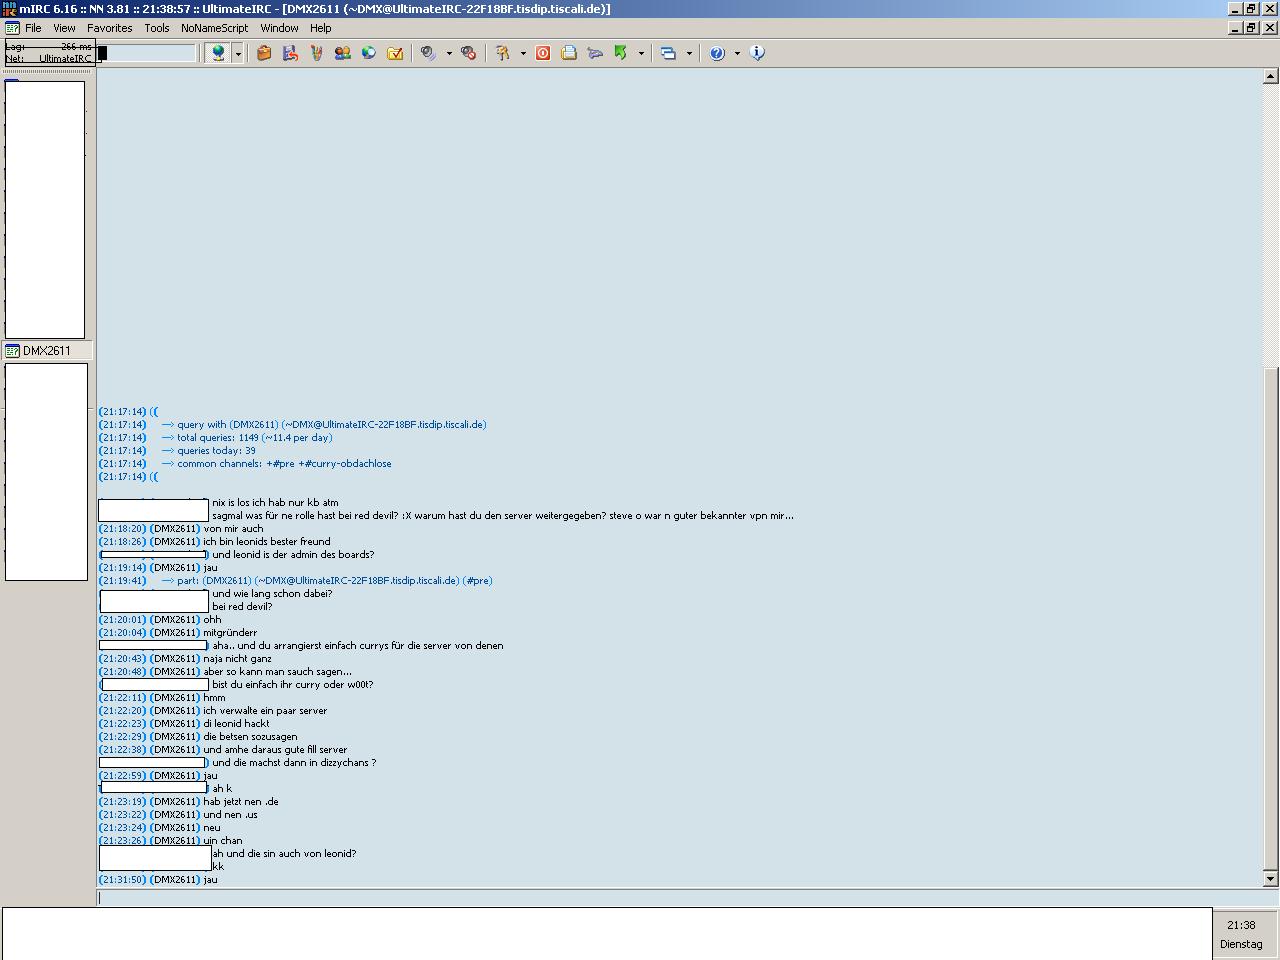 mIRC 6.16 :: NN 3.81 :: 21:38:57 :: UltimateIRC - [DMX2611 (~DMX@UltimateIRC-22F18BF.tisdip.tiscali.de)]
File View Favorites Tools NoNameScript Window Help
Lag: 266 ms
Net: UltimateIRC
DMX2611
(21:17:14) ((
(21:17:14) —> query with (DMX2611) (~DMX@UltimateIRC-22F18BF.tisdip.tiscali.de)
(21:17:14) —> total queries: 1149 (~11.4 per day)
(21:17:14) —> queries today: 39
(21:17:14) —> common channels: +#pre +#curry-obdachlose
(21:17:14) ((
nix is los ich hab nur kb atm
sagmal was für ne rolle hast bei red devil? :X warum hast du den server weitergegeben? steve o war n guter bekannter vpn mir...
(21:18:20) (DMX2611) von mir auch
(21:18:26) (DMX2611) ich bin leonids bester freund
) und leonid is der admin des boards?
(21:19:14) (DMX2611) jau
(21:19:41) —> part: (DMX2611) (~DMX@UltimateIRC-22F18BF.tisdip.tiscali.de) (#pre)
und wie lang schon dabei?
bei red devil?
(21:20:01) (DMX2611) ohh
(21:20:04) (DMX2611) mitgründerr
) aha.. und du arrangierst einfach currys für die server von denen
(21:20:43) (DMX2611) naja nicht ganz
(21:20:48) (DMX2611) aber so kann man sauch sagen...
( bist du einfach ihr curry oder w00t?
(21:22:11) (DMX2611) hmm
(21:22:20) (DMX2611) ich verwalte ein paar server
(21:22:23) (DMX2611) di leonid hackt
(21:22:29) (DMX2611) die betsen sozusagen
(21:22:38) (DMX2611) und amhe daraus gute fill server
) und die machst dann in dizzychans ?
(21:22:59) (DMX2611) jau
) ah k
(21:23:19) (DMX2611) hab jetzt nen .de
(21:23:22) (DMX2611) und nen .us
(21:23:24) (DMX2611) neu
(21:23:26) (DMX2611) uin chan
ah und die sin auch von leonid?
kk
(21:31:50) (DMX2611) jau
21:38
Dienstag